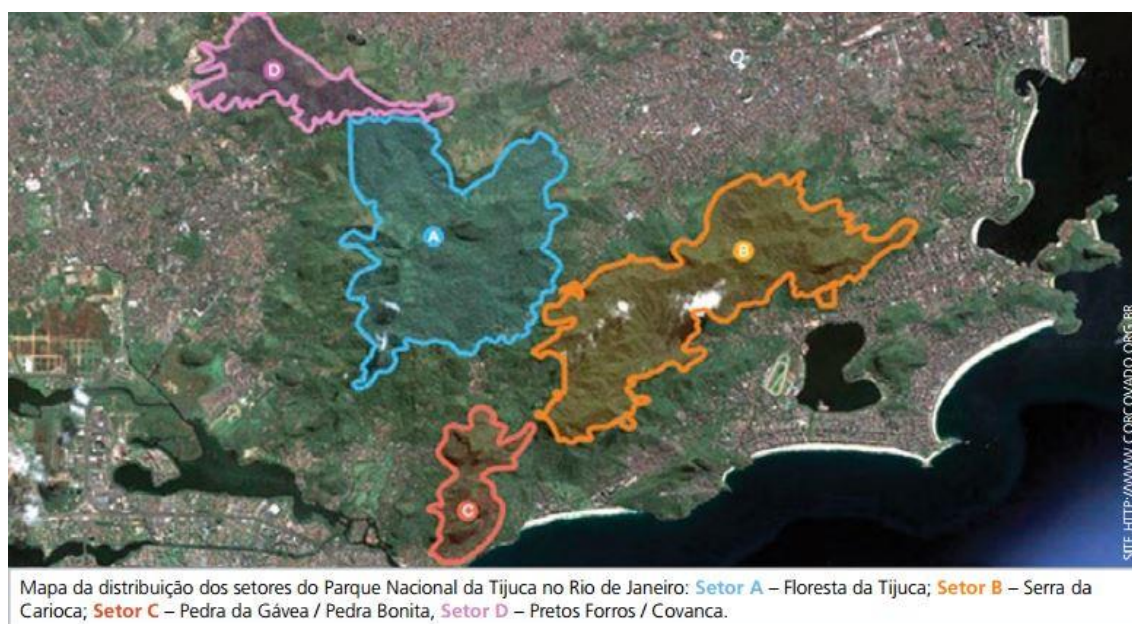 D
A
B
C
SITE HTTP://WWW.CORCOVADO.ORG.BR
Mapa da distribuição dos setores do Parque Nacional da Tijuca no Rio de Janeiro: Setor A – Floresta da Tijuca; Setor B – Serra da
Carioca; Setor C – Pedra da Gávea / Pedra Bonita, Setor D – Pretos Forros / Covanca.